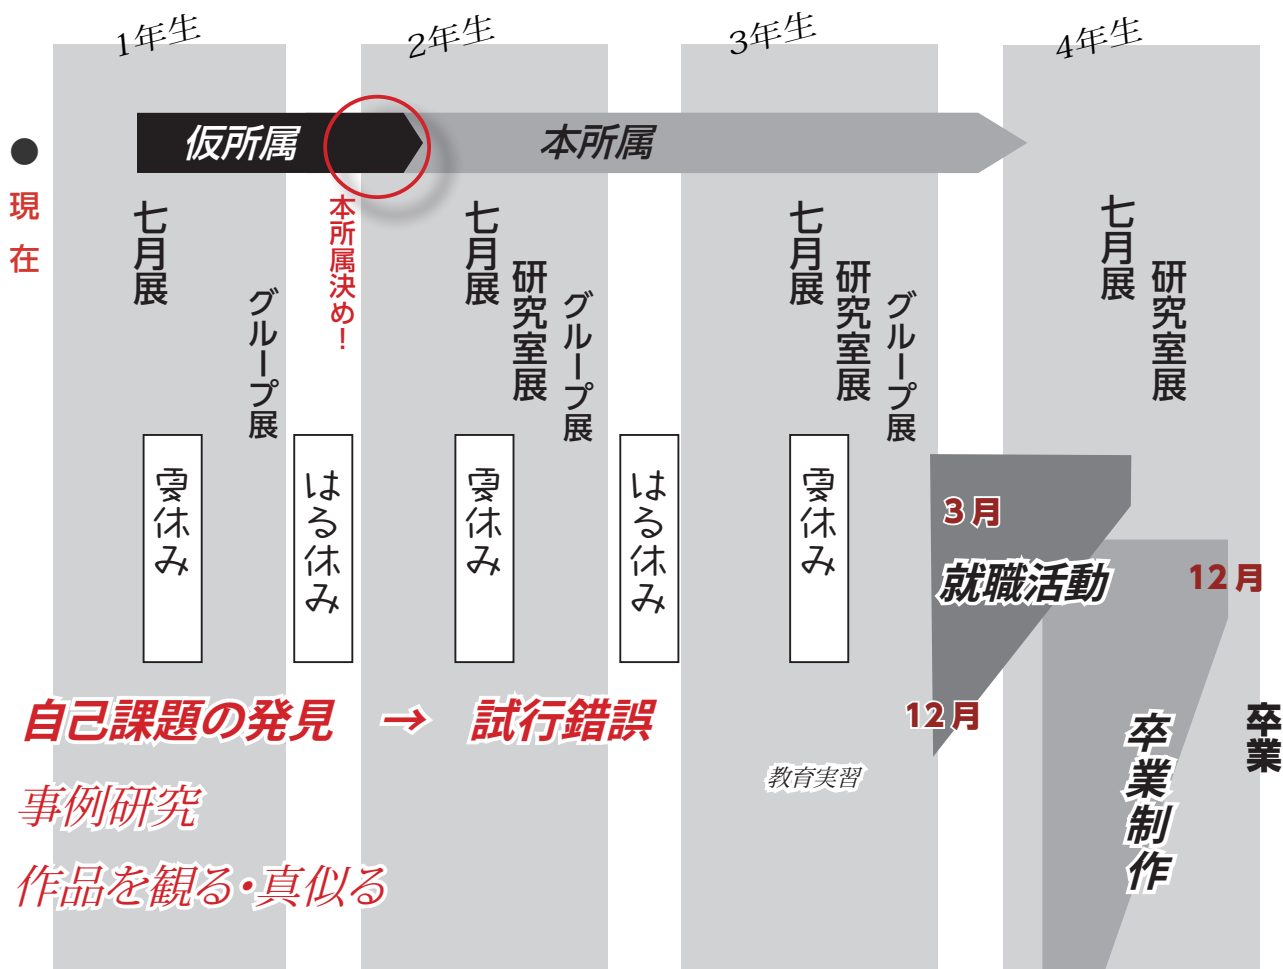 1年生
2年生
3年生
4年生
仮所属
本所属
現在
七月展
グループ展
本所属決め！
七月展
研究室展
グループ展
七月展
研究室展
グループ展
七月展
研究室展
夏休み
はる休み
夏休み
はる休み
夏休み
3月
就職活動
12月
12月
自己課題の発見 → 試行錯誤
卒業
卒業制作
教育実習
事例研究
作品を観る・真似る